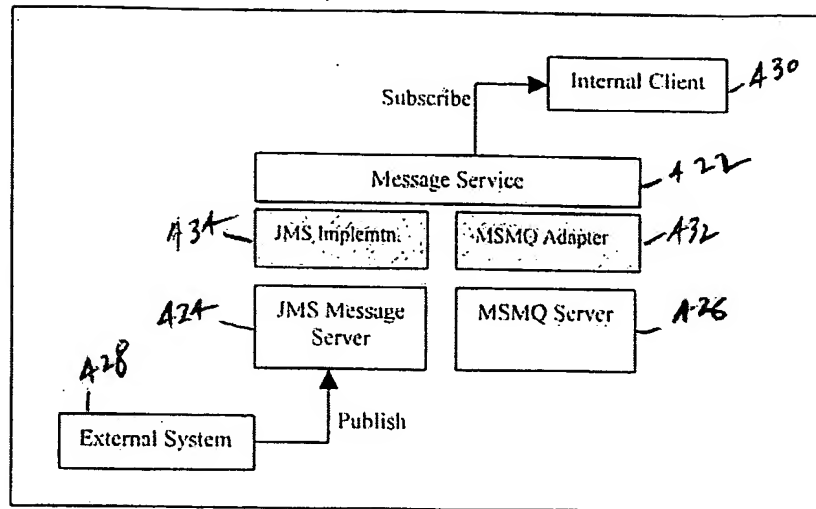 Internal Client
A30
Subscribe
Message Service
A22
A34
JMS Implemtn.
MSMQ Adapter
A32
A24
JMS Message
Server
MSMQ Server
A26
A28
Publish
External System